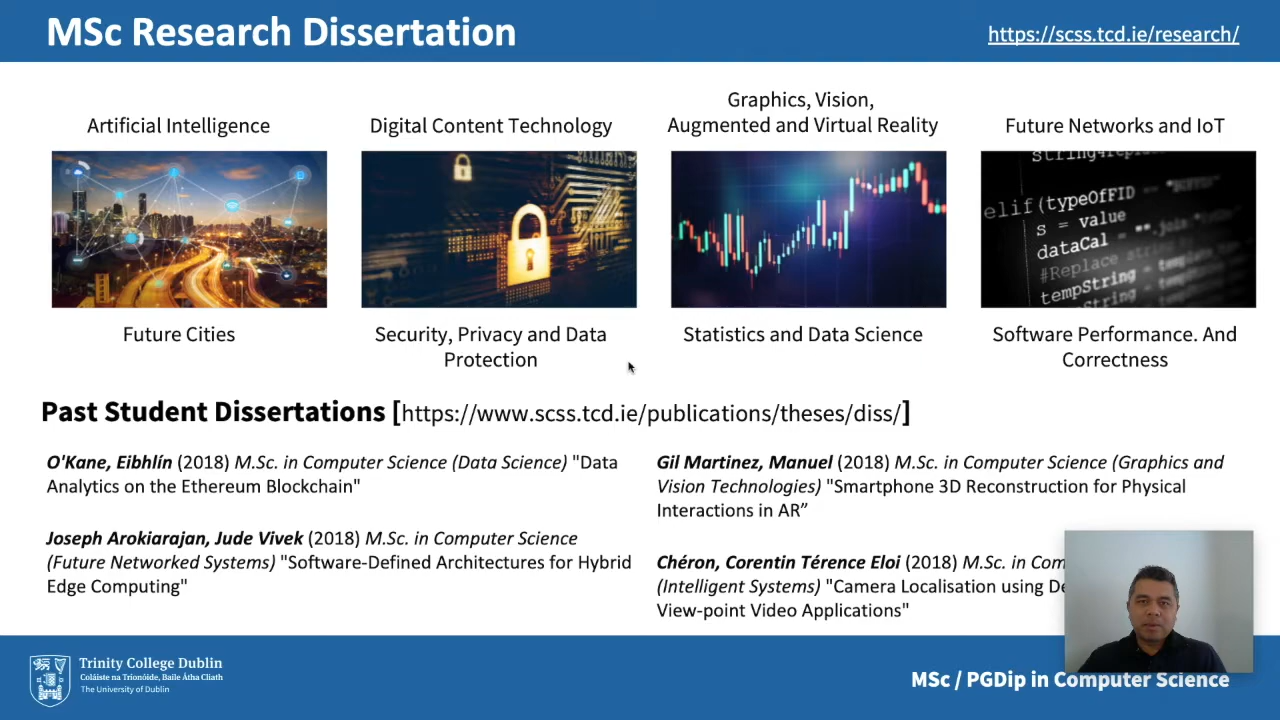 MSc Research Dissertation
https://scss.tcd.ie/research/
Artificial Intelligence
Digital Content Technology
Graphics, Vision,
Augmented and Virtual Reality
Future Networks and IoT
elif(typeOfFID
s = value
dataCal =
#Replace
tempString =
Future Cities
Security, Privacy and Data
Protection
Statistics and Data Science
Software Performance. And
Correctness
Past Student Dissertations [https://www.scss.tcd.ie/publications/theses/diss/]
O'Kane, Eibhlín (2018) M.Sc. in Computer Science (Data Science) "Data
Analytics on the Ethereum Blockchain"
Joseph Arokiarajan, Jude Vivek (2018) M.Sc. in Computer Science
(Future Networked Systems) "Software-Defined Architectures for Hybrid
Edge Computing"
Gil Martinez, Manuel (2018) M.Sc. in Computer Science (Graphics and
Vision Technologies) "Smartphone 3D Reconstruction for Physical
Interactions in AR”
Chéron, Corentin Térence Eloi (2018) M.Sc. in
(Intelligent Systems) "Camera Localisation using
View-point Video Applications"
Trinity College Dublin
Coláiste na Tríonóide, Baile Átha Cliath
The University of Dublin
MSc / PGDip in Computer Science